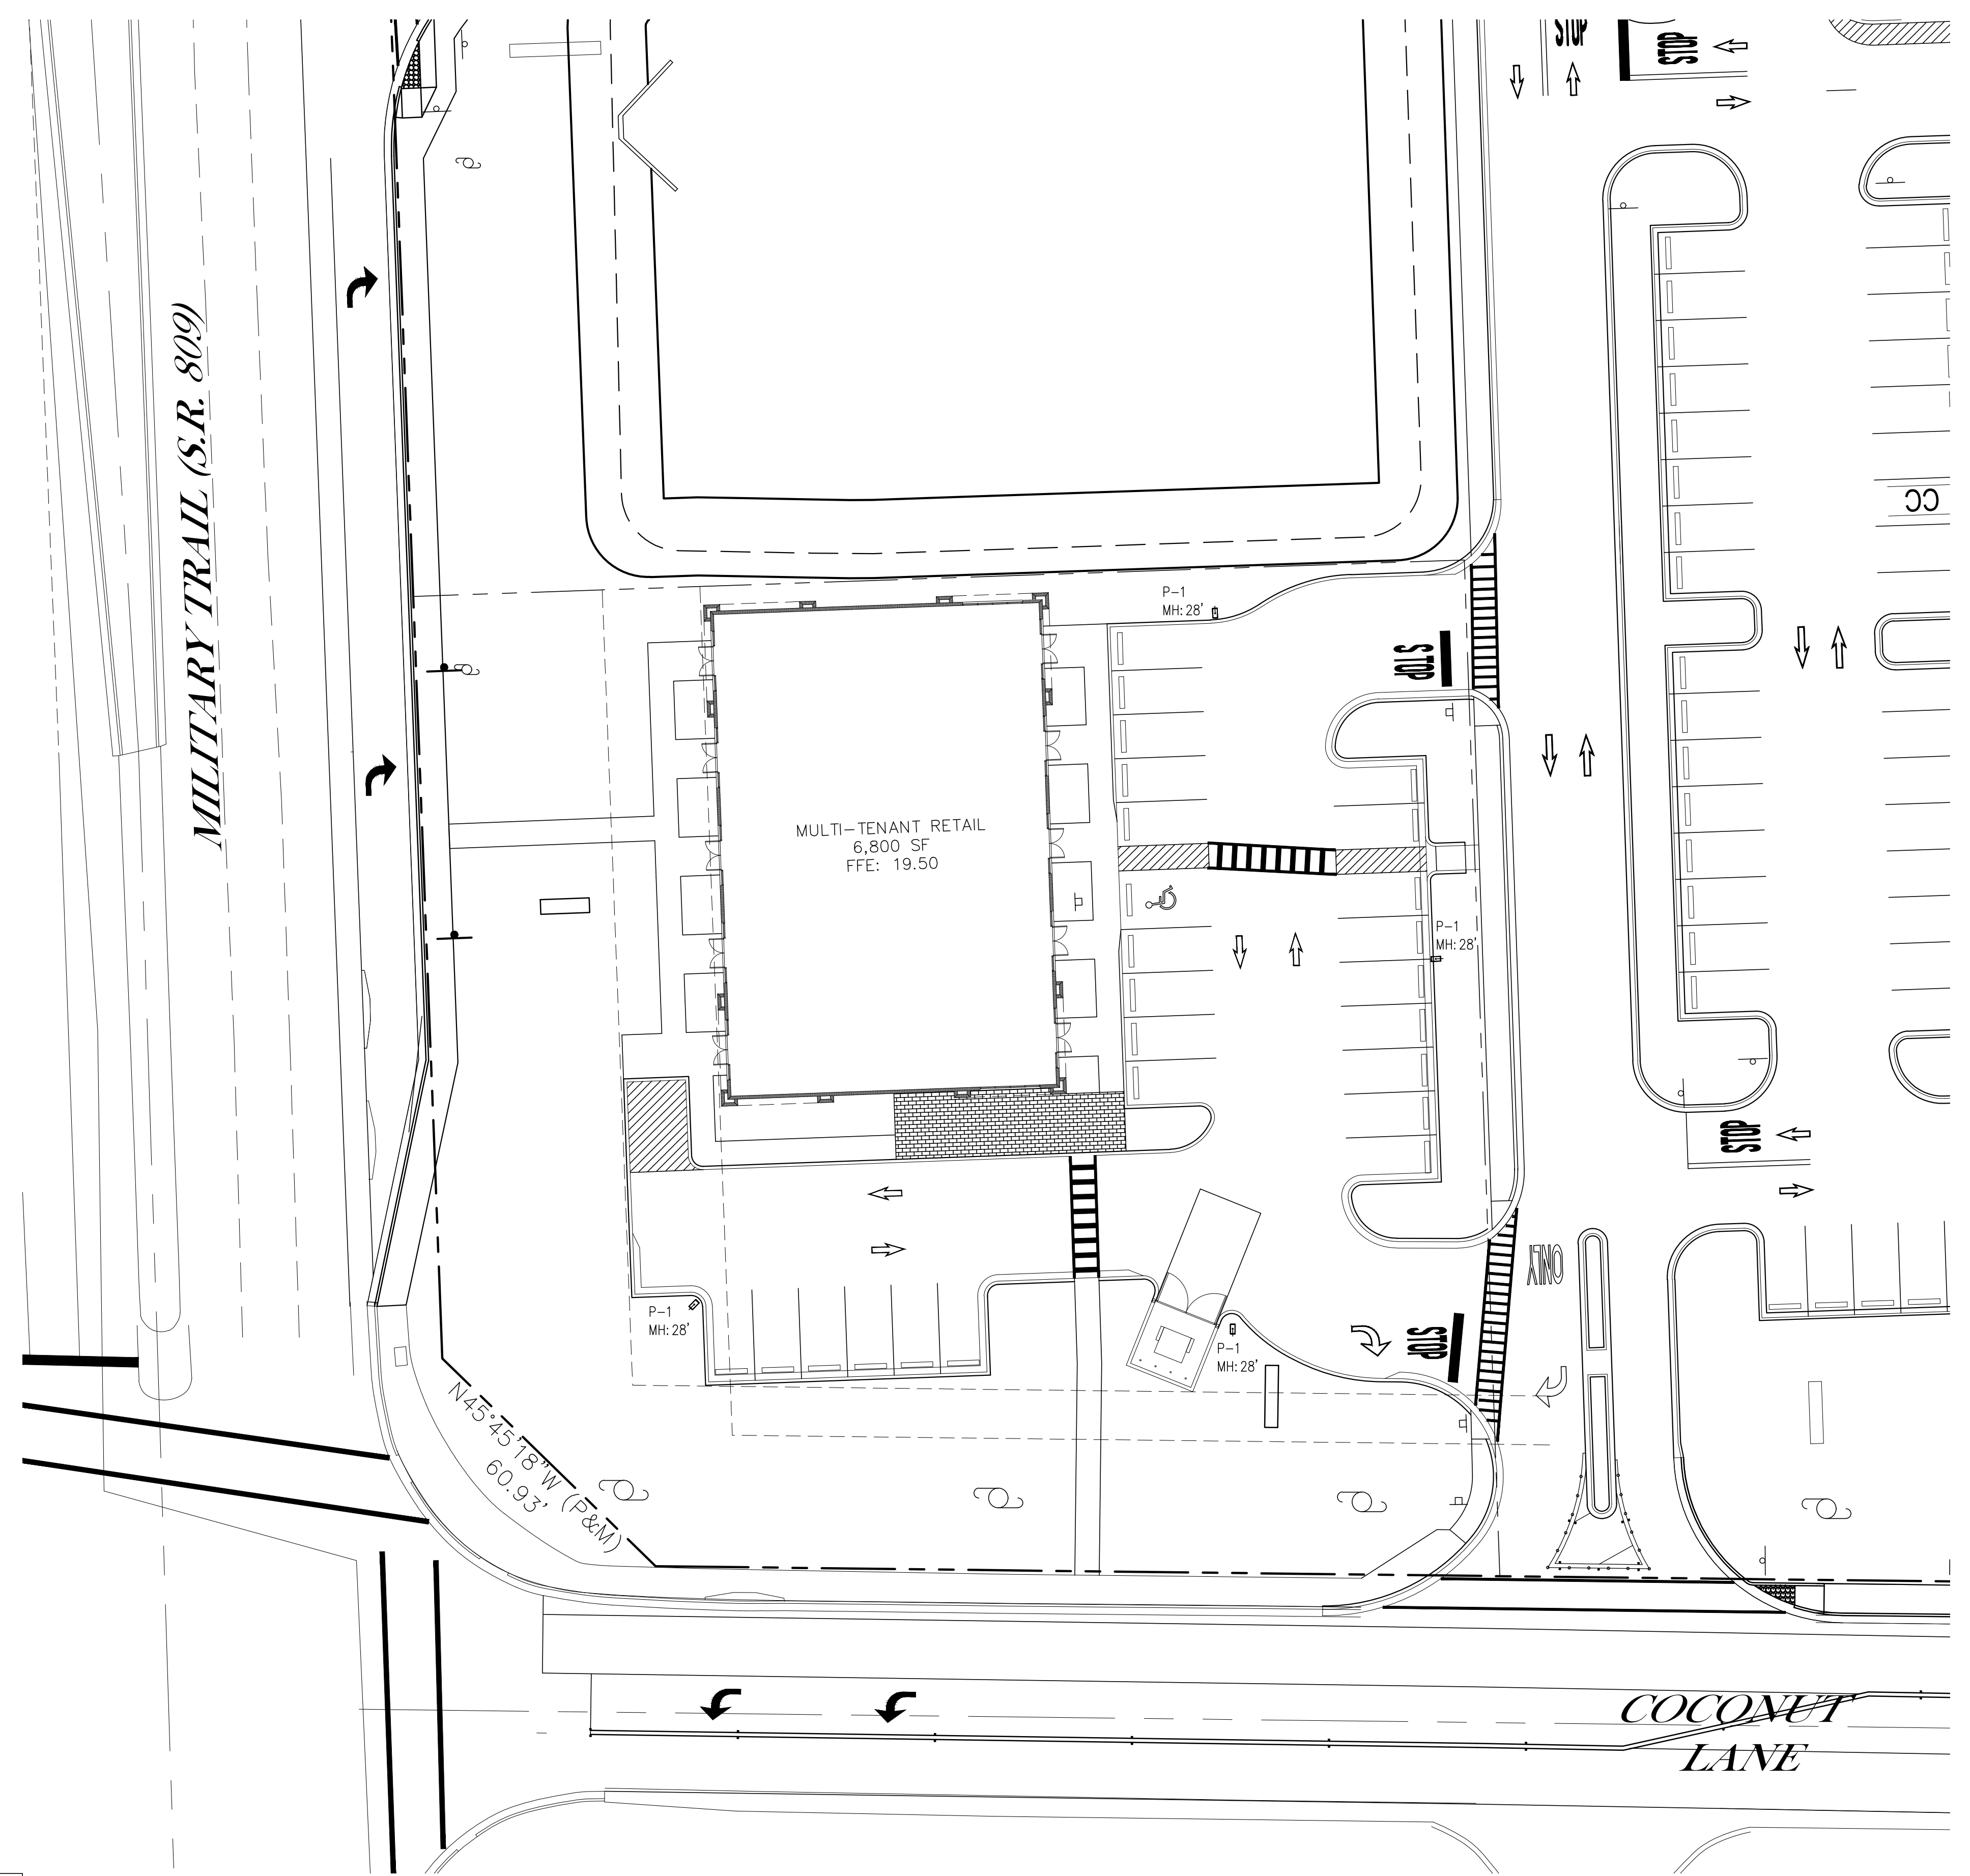 STOP
STOP
MILITARY TRAIL (S.R. 809)
CC
P-1
MH: 28'
STOP
MULTI-TENANT RETAIL
6,800 SF
FFE: 19.50
P-1
MH: 28'
STOP
ONLY
P-1
MH: 28'
STOP
P-1
MH: 28'
N45°45'18"W (P&M)
60.93'
COCONUT
LANE